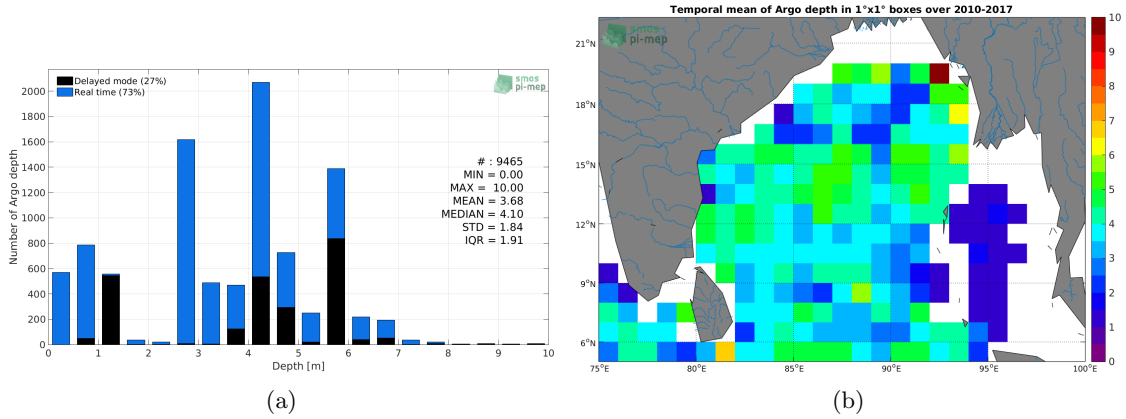 Delayed mode (27%)
Real time (73%)
smos
pi-mep
Number of Argo depth
2000
1800
1600
1400
1200
1000
800
600
400
200
0
# : 9465
MIN = 0.00
MAX = 10.00
MEAN = 3.68
MEDIAN = 4.10
STD = 1.84
IQR = 1.91
0 1 2 3 4 5 6 7 8 9 10
Depth [m]
(a)
Temporal mean of Argo depth in 1°x1° boxes over 2010-2017
smos
pi-mep
21°N
18°N
15°N
12°N
9°N
6°N
75°E 80°E 85°E 90°E 95°E 100°E
10
9
8
7
6
5
4
3
2
1
0
(b)